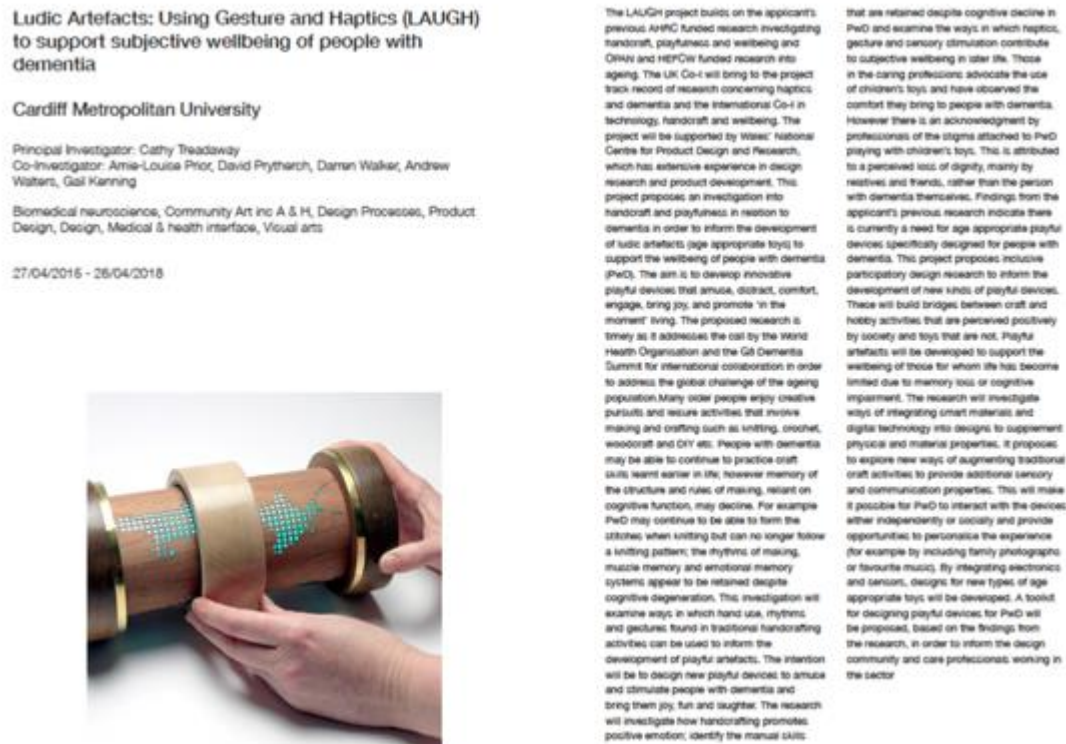 Ludic Artefacts: Using Gesture and Haptics (LAUGH)
to support subjective wellbeing of people with
dementia
Cardiff Metropolitan University
Principal Investigator: Cathy Treadaway
Co-Investigator: Amie-Louise Prior, David Prytherch, Darren Walker, Andrew
Walters, Gail Kenning
Biomedical neuroscience, Community Art inc A & H, Design Processes, Product
Design, Design, Medical & health interface, Visual arts
27/04/2015 - 26/04/2018
The LAUGH project builds on the applicant's
previous AHRC funded research investigating
handcraft, playfulness and wellbeing and
OPAN and HEFCW funded research into
ageing. The UK Co-I will bring to the project
track record of research concerning haptics
and dementia and the International Co-I in
technology, handcraft and wellbeing. The
project will be supported by Wales' National
Centre for Product Design and Research,
which has extensive experience in design
research and product development. This
project proposes an investigation into
handcraft and playfulness in relation to
dementia in order to inform the development
of ludic artefacts (age appropriate toys) to
support the wellbeing of people with dementia
(PwD). The aim is to develop innovative
playful devices that amuse, distract, comfort,
engage, bring joy, and promote 'in the
moment' living. The proposed research is
timely as it addresses the call by the World
Health Organisation and the G8 Dementia
Summit for international collaboration in order
to address the global challenge of the ageing
population.Many older people enjoy creative
pursuits and leisure activities that involve
making and crafting such as knitting, crochet,
woodcraft and DIY etc. People with dementia
may be able to continue to practice craft
skills learnt earlier in life; however memory of
the structure and rules of making, reliant on
cognitive function, may decline. For example
PwD may continue to be able to form the
stitches when knitting but can no longer follow
a knitting pattern; the rhythms of making,
muscle memory and emotional memory
systems appear to be retained despite
cognitive degeneration. This investigation will
examine ways in which hand use, rhythms
and gestures found in traditional handcrafting
activities can be used to inform the
development of playful artefacts. The intention
will be to design new playful devices to amuse
and stimulate people with dementia and
bring them joy, fun and laughter. The research
will investigate how handcrafting promotes
positive emotion; identify the manual skills
that are retained despite cognitive decline in
PwD and examine the ways in which haptics,
gesture and sensory stimulation contribute
to subjective wellbeing in later life. Those
in the caring professions advocate the use
of children's toys and have observed the
comfort they bring to people with dementia.
However there is an acknowledgment by
professionals of the stigma attached to PwD
playing with children's toys. This is attributed
to a perceived loss of dignity, mainly by
relatives and friends, rather than the person
with dementia themselves. Findings from the
applicant's previous research indicate there
is currently a need for age appropriate playful
devices specifically designed for people with
dementia. This project proposes inclusive
participatory design research to inform the
development of new kinds of playful devices.
These will build bridges between craft and
hobby activities that are perceived positively
by society and toys that are not. Playful
artefacts will be developed to support the
wellbeing of those for whom life has become
limited due to memory loss or cognitive
impairment. The research will investigate
ways of integrating smart materials and
digital technology into designs to supplement
physical and material properties. It proposes
to explore new ways of augmenting traditional
craft activities to provide additional sensory
and communication properties. This will make
it possible for PwD to interact with the devices
either independently or socially and provide
opportunities to personalise the experience
(for example by including family photographs
or favourite music). By integrating electronics
and sensors, designs for new types of age
appropriate toys will be developed. A toolkit
for designing playful devices for PwD will
be proposed, based on the findings from
the research, in order to inform the design
community and care professionals working in
the sector